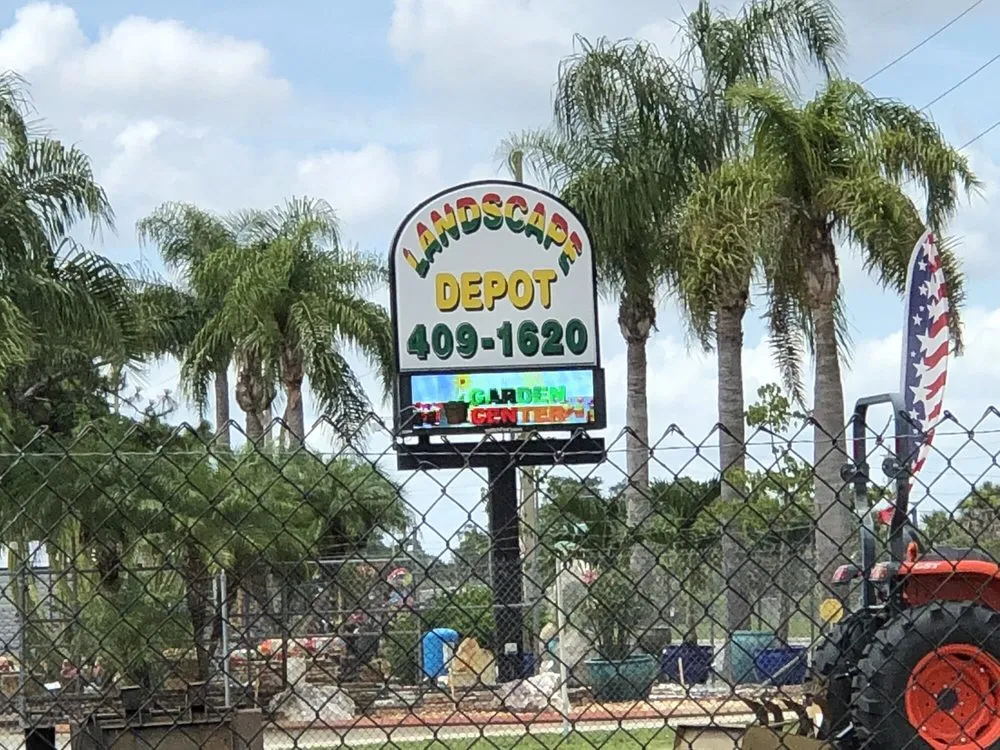 LANDSCAPE
DEPOT
409-1620
GARDEN
CENTER